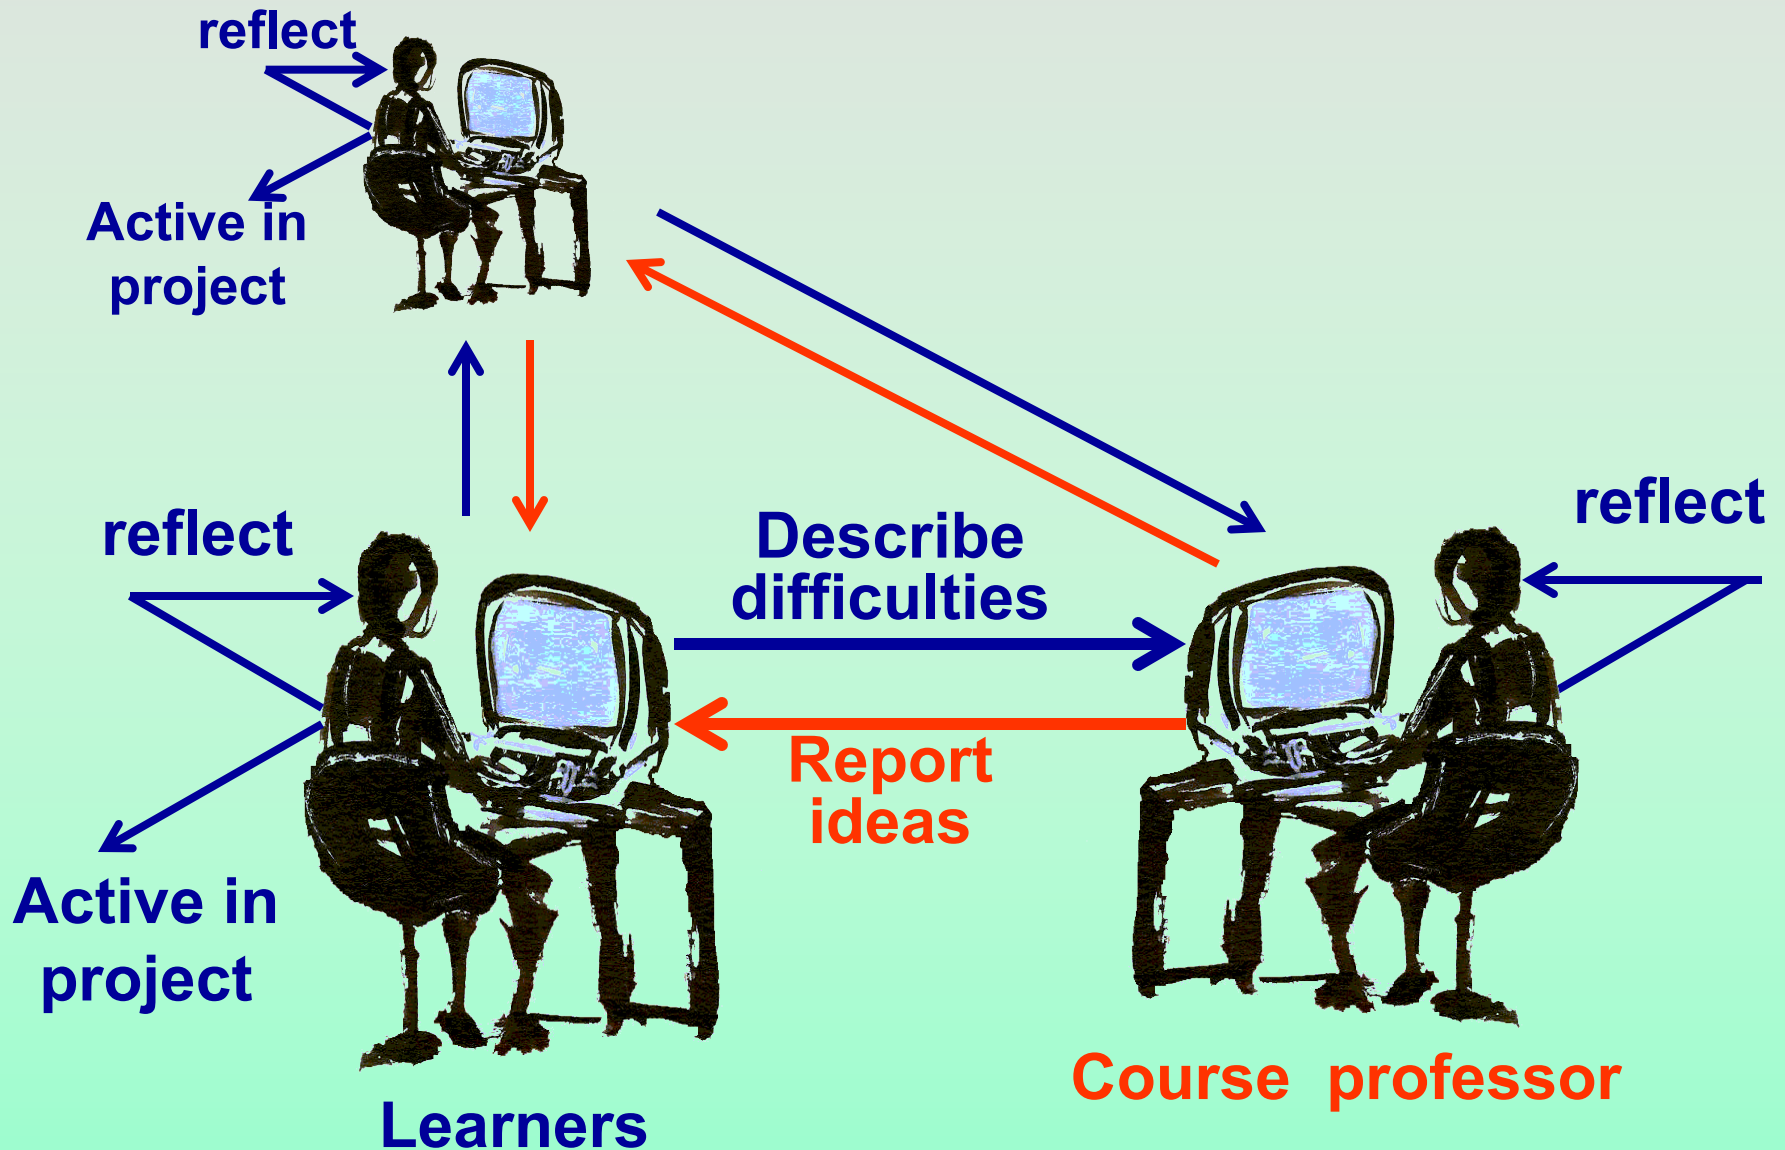 reflect
Active in
project
reflect
Describe
difficulties
reflect
Report
ideas
Active in
project
Course professor
Learners